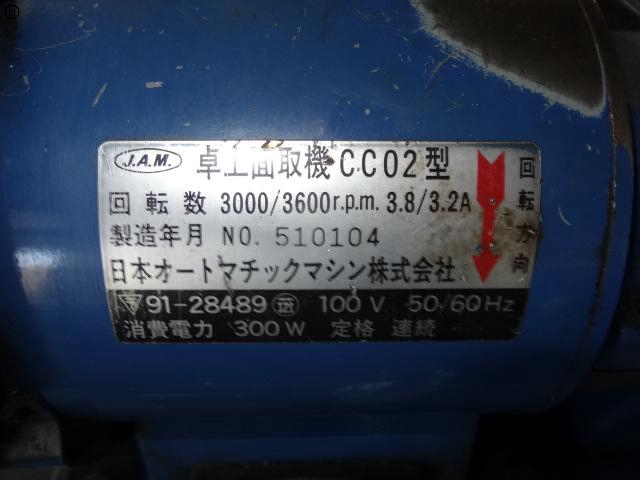 J.A.M. 卓上面取機 CC02型
回転数 3000/3600r.p.m. 3.8/3.2A
製造年月 NO. 510104
日本オートマチックマシン株式会社
91-28489 100V 50/60Hz
消費電力 300W 定格 連続
回転方向